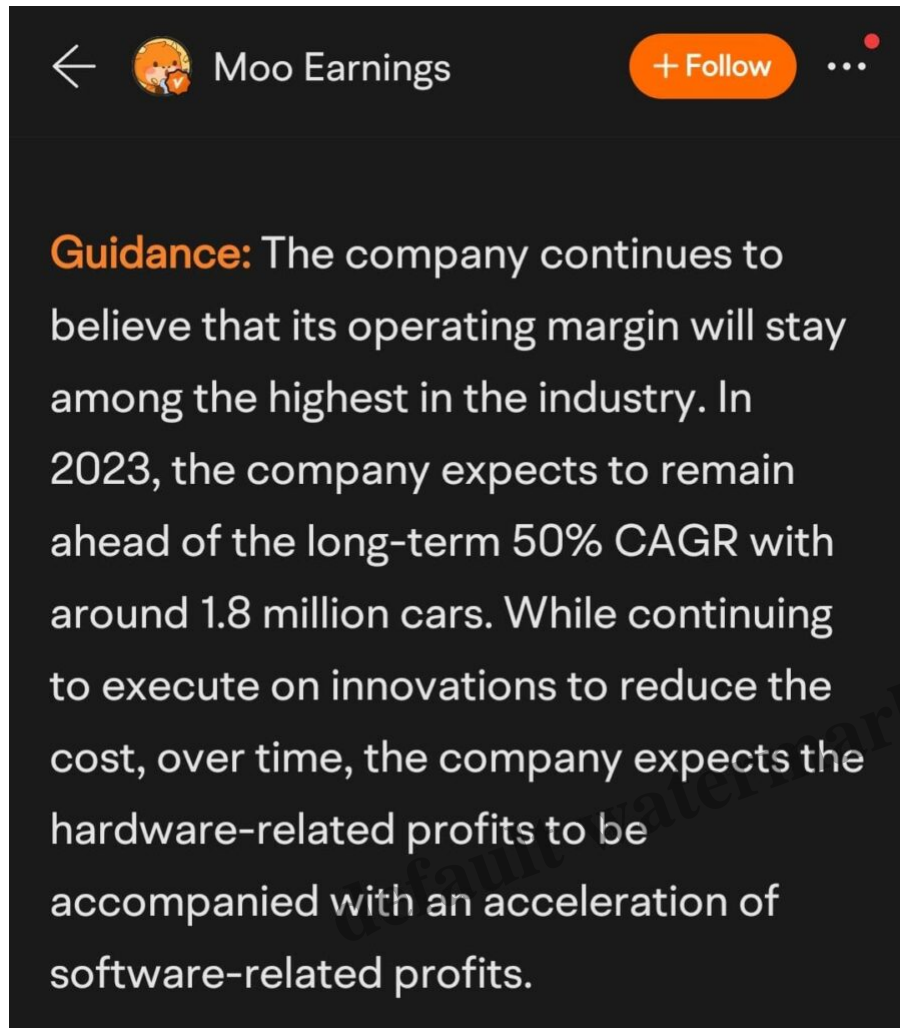 Moo Earnings
+ Follow
Guidance: The company continues to
believe that its operating margin will stay
among the highest in the industry. In
2023, the company expects to remain
ahead of the long-term 50% CAGR with
around 1.8 million cars. While continuing
to execute on innovations to reduce the
cost, over time, the company expects the
hardware-related profits to be
accompanied with an acceleration of
software-related profits.
default watermark